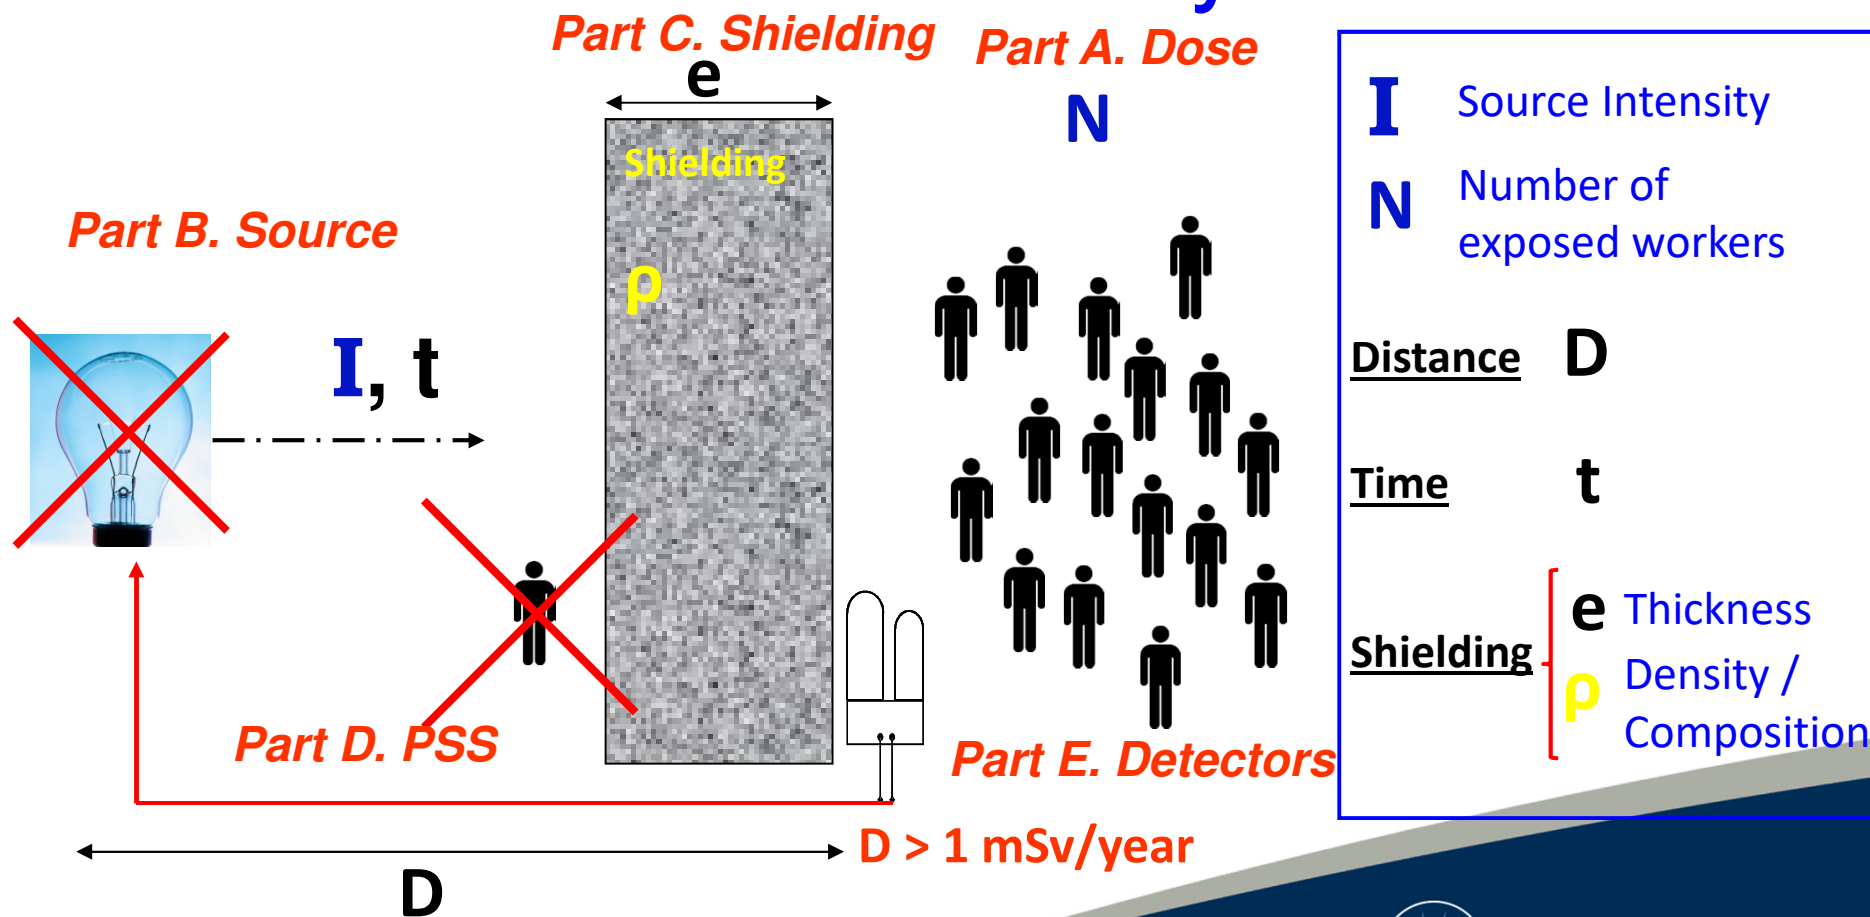 Part C. Shielding
Part A. Dose
e
N
Shielding
ρ
Part B. Source
I, t
Part D. PSS
Part E. Detectors
D > 1 mSv/year
D
I Source Intensity
N Number of
exposed workers
Distance D
Time t
Shielding
e Thickness
ρ Density /
Composition